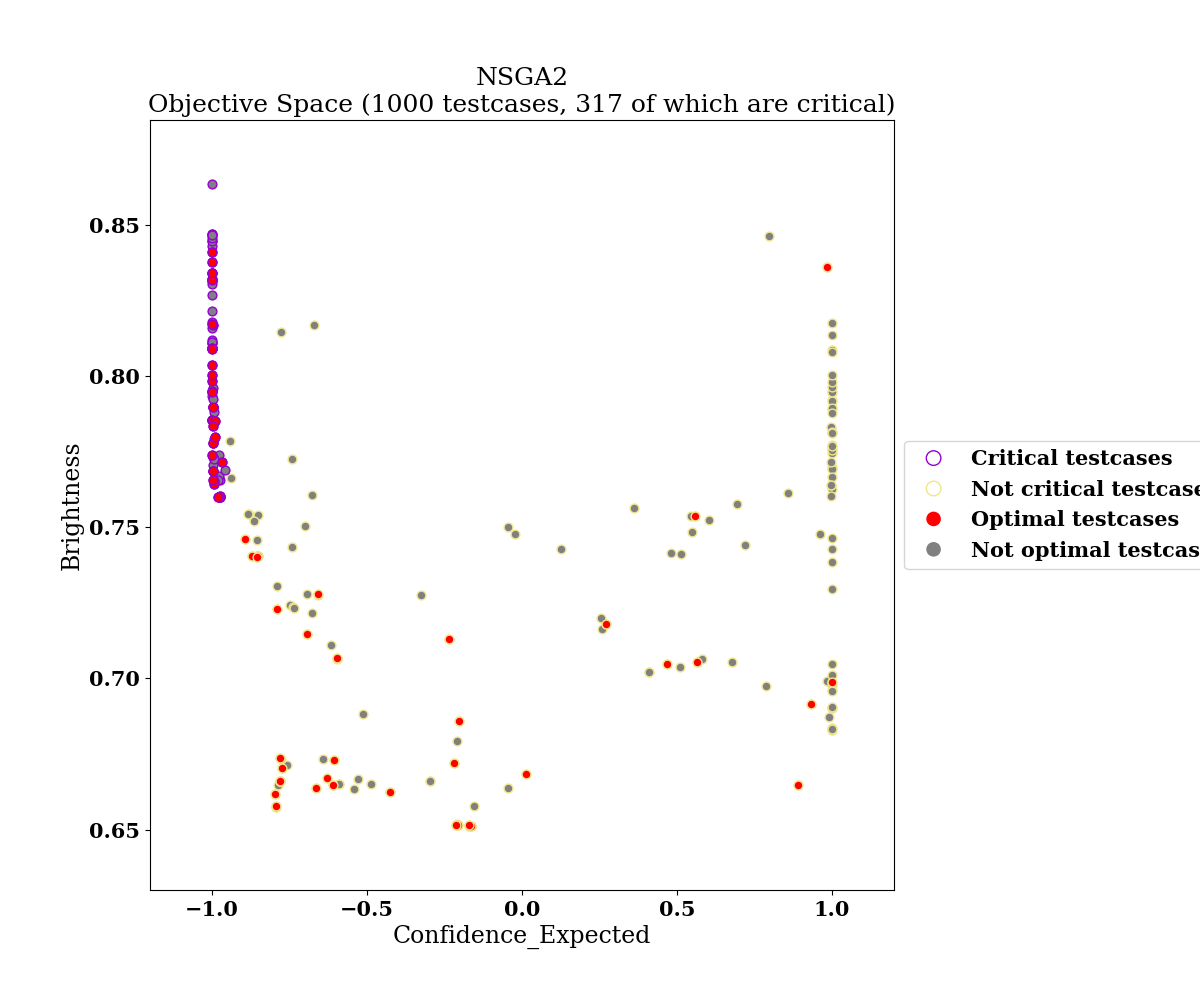 NSGA2
Objective Space (1000 testcases, 317 of which are critical)
Brightness
0.85
0.80
0.75
0.70
0.65
−1.0
−0.5
0.0
0.5
1.0
Confidence_Expected
Critical testcases
Not critical testcase
Optimal testcases
Not optimal testcas